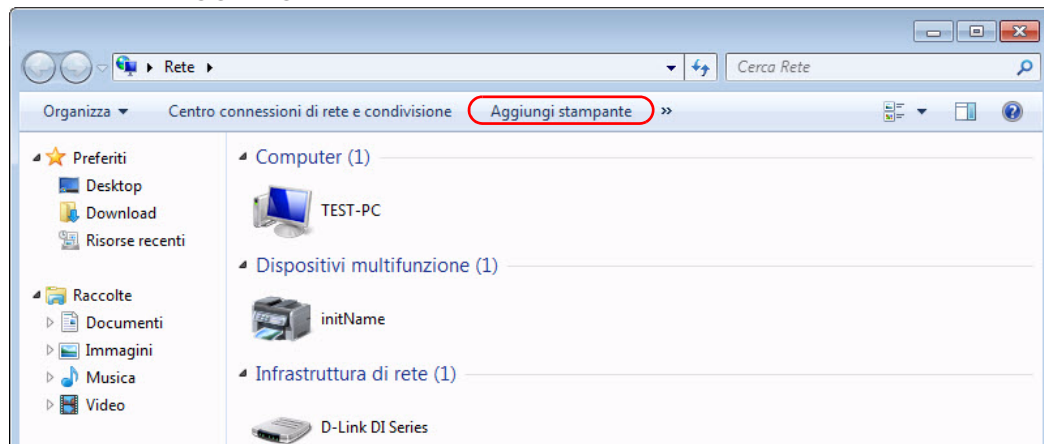 Rete
Cerca Rete
Organizza
Centro connessioni di rete e condivisione
Aggiungi stampante
»
Preferiti
Desktop
Download
Risorse recenti
Raccolte
Documenti
Immagini
Musica
Video
Computer (1)
TEST-PC
Dispositivi multifunzione (1)
initName
Infrastruttura di rete (1)
D-Link DI Series